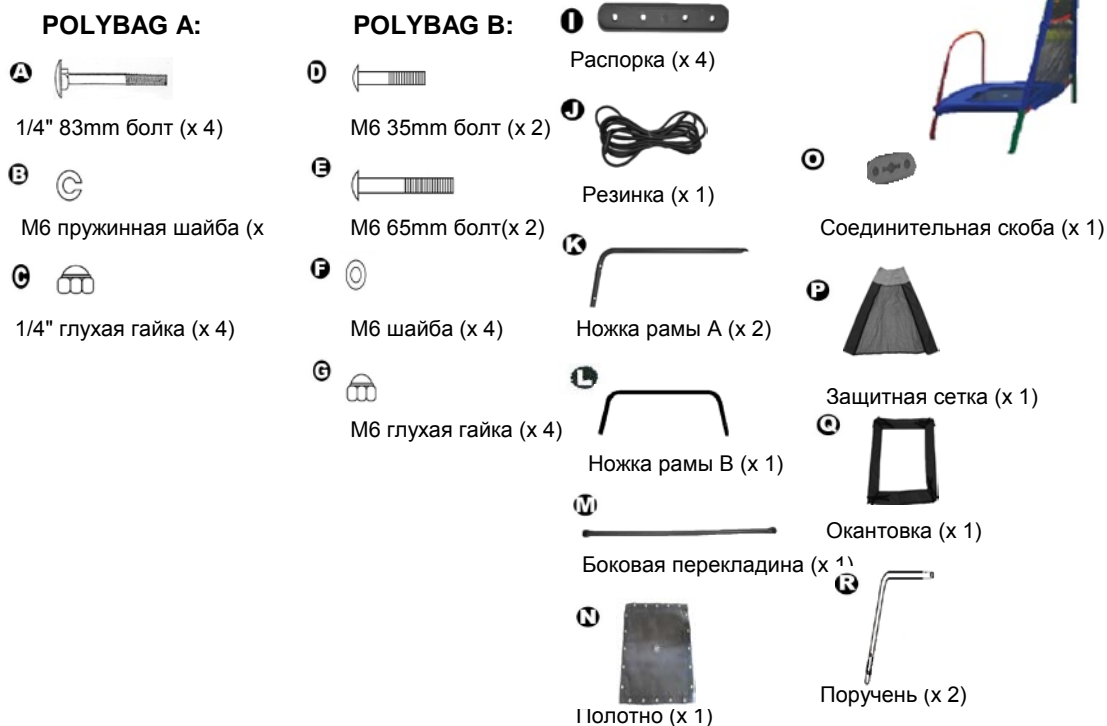 POLYBAG A:
A
1/4" 83mm болт (x 4)
B
M6 пружинная шайба (x
C
1/4" глухая гайка (x 4)
POLYBAG B:
D
M6 35mm болт (x 2)
E
M6 65mm болт(x 2)
F
M6 шайба (x 4)
G
M6 глухая гайка (x 4)
I
Распорка (x 4)
J
Резинка (x 1)
K
Ножка рамы A (x 2)
L
Ножка рамы B (x 1)
M
Боковая перекладина (x 1)
N
Полотно (x 1)
O
Соединительная скоба (x 1)
P
Защитная сетка (x 1)
Q
Окантовка (x 1)
R
Поручень (x 2)